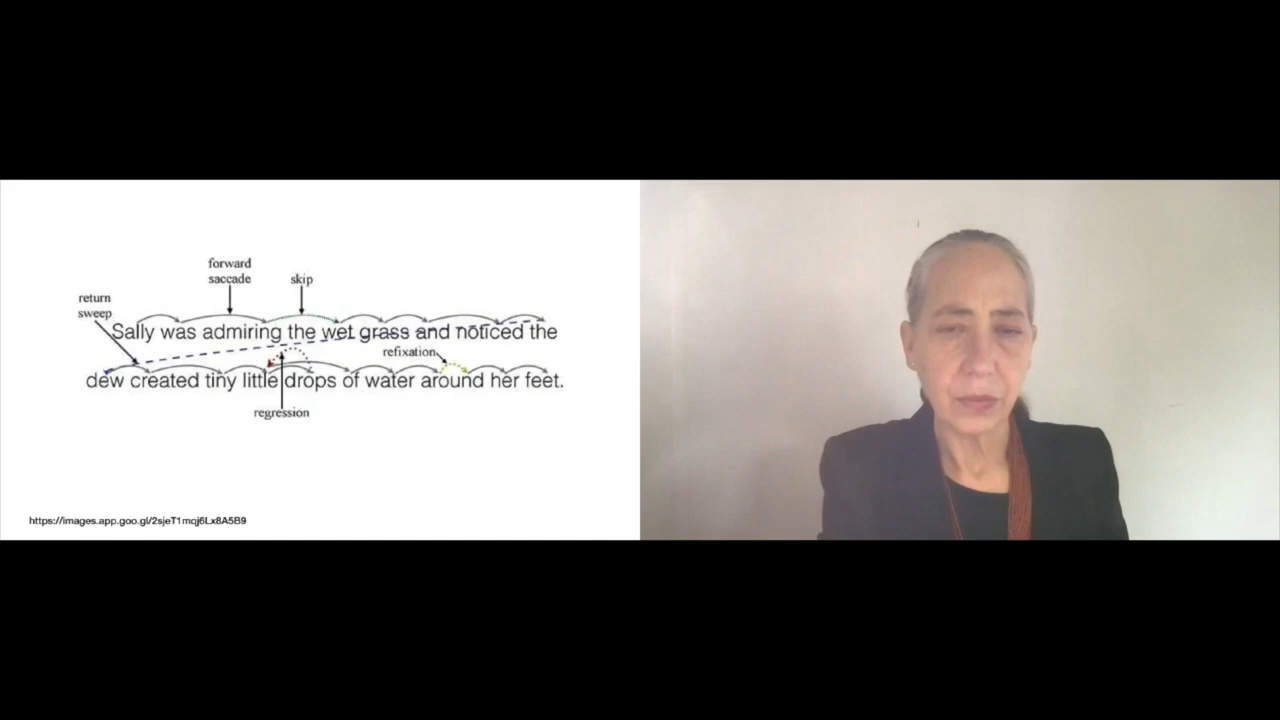 forward
saccade
skip
return
sweep
Sally was admiring the wet grass and noticed the
refixation
dew created tiny little drops of water around her feet.
regression
https://images.app.goo.gl/2sjeT1mqj6Lx8A5B9